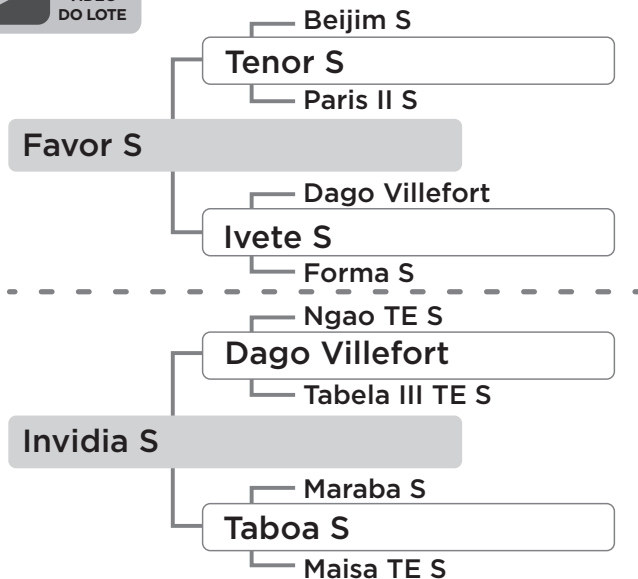 DO LOTE
Beijim S
Tenor S
Paris II S
Favor S
Dago Villefort
Ivete S
Forma S
Ngao TE S
Dago Villefort
Tabela III TE S
Invidia S
Maraba S
Taboa S
Maisa TE S